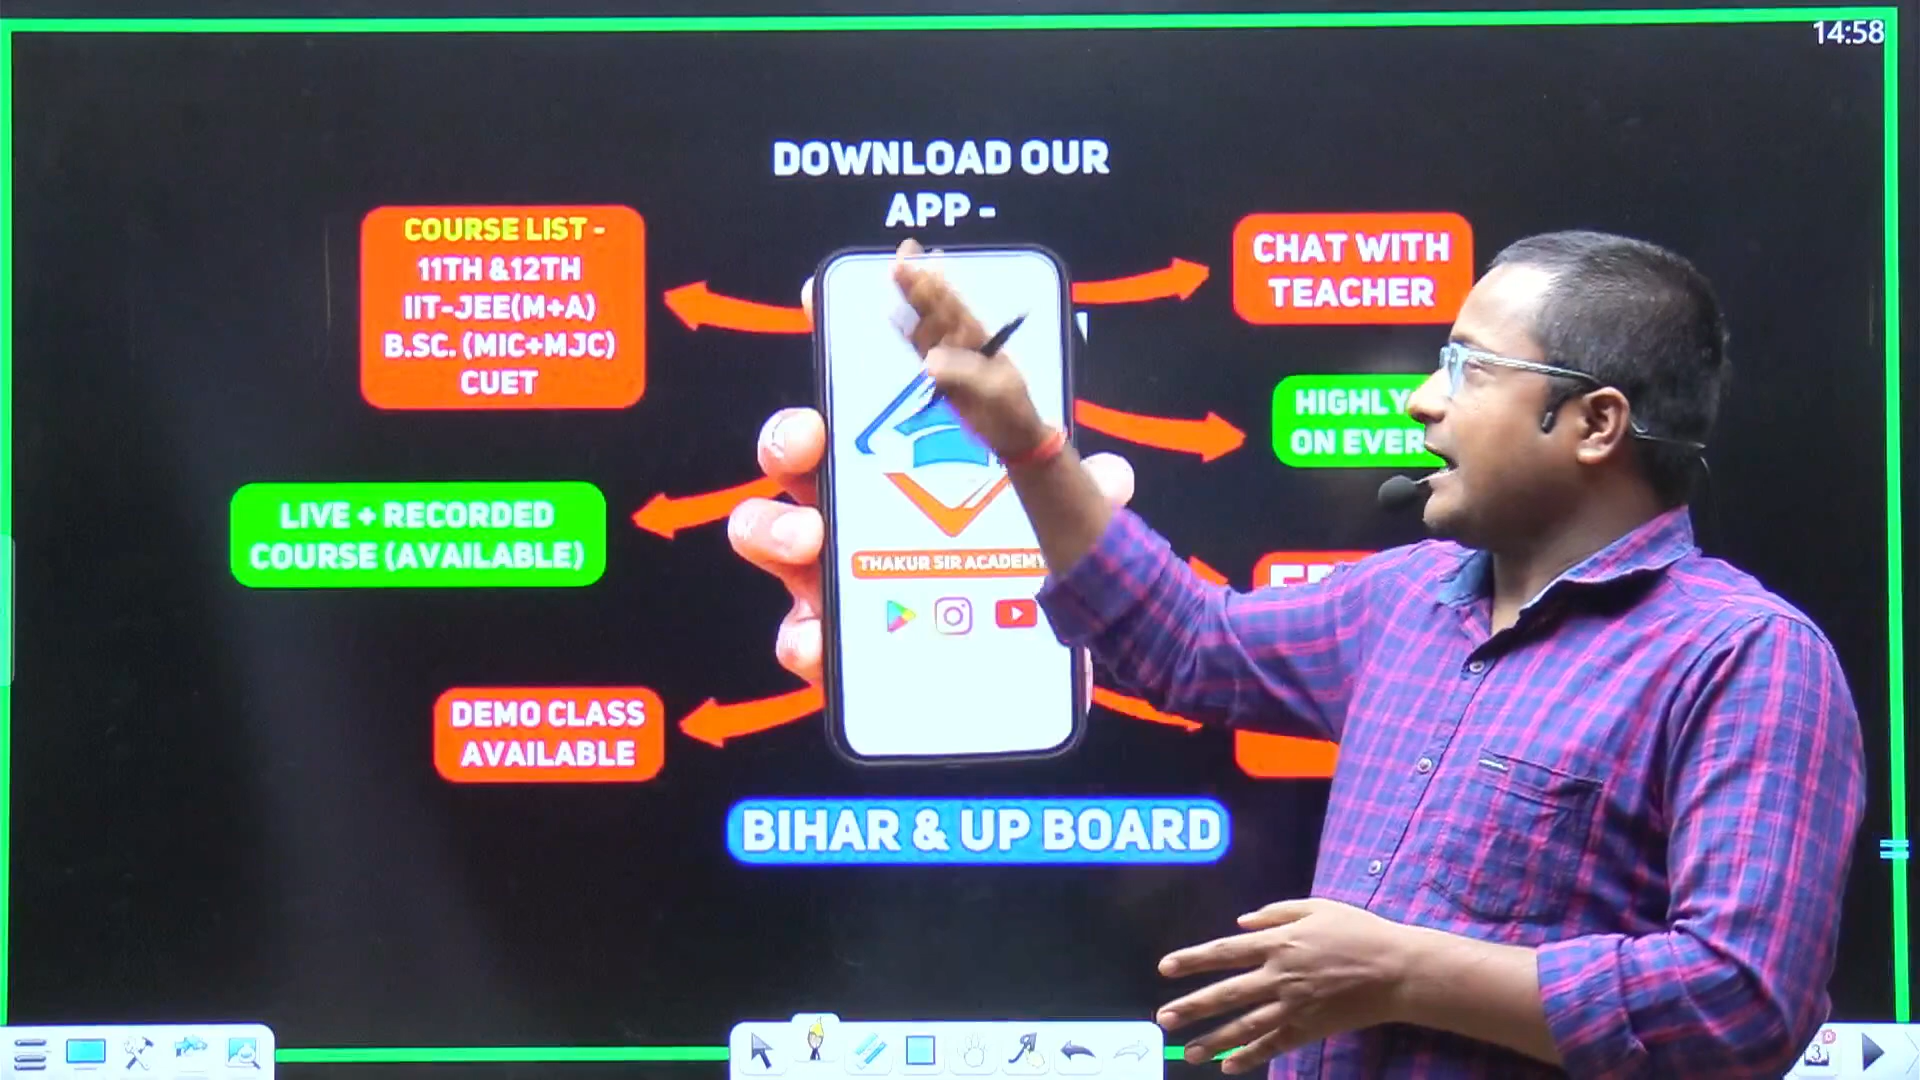 14:58
DOWNLOAD OUR
APP -
COURSE LIST -
11TH &12TH
IIT-JEE(M+A)
B.SC. (MIC+MJC)
CUET
CHAT WITH
TEACHER
HIGHLY
ON EVER
LIVE + RECORDED
COURSE (AVAILABLE)
THAKUR SIR ACADEMY
DEMO CLASS
AVAILABLE
BIHAR & UP BOARD
3